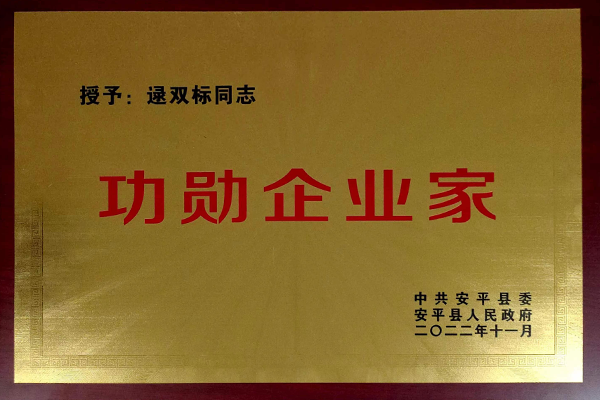 授予：逯双标同志
功勋企业家
中共安平县委
安平县人民政府
二〇二二年十一月